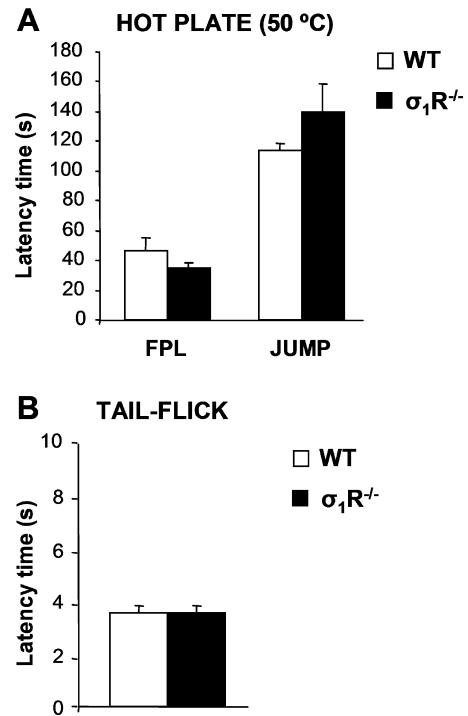 A
HOT PLATE (50 ºC)
180
160
140
120
100
80
60
40
20
0
Latency time (s)
WT
σ₁R⁻/⁻
FPL
JUMP
B
TAIL-FLICK
10
8
6
4
2
0
Latency time (s)
WT
σ₁R⁻/⁻